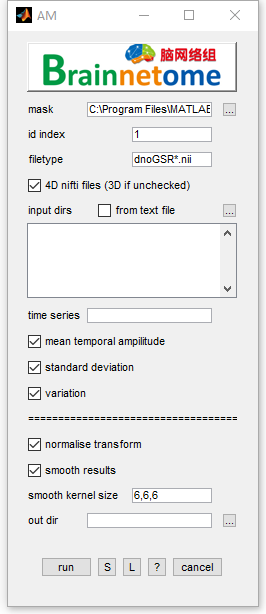 AM
脑网络组
Brainnetome
mask C:\Program Files\MATLAB ...
id index 1
filetype dnoGSR*.nii
4D nifti files (3D if unchecked)
input dirs from text file ...
time series
mean temporal ampilitude
standard deviation
variation
===================================
normalise transform
smooth results
smooth kernel size 6,6,6
out dir ...
run S L ? cancel